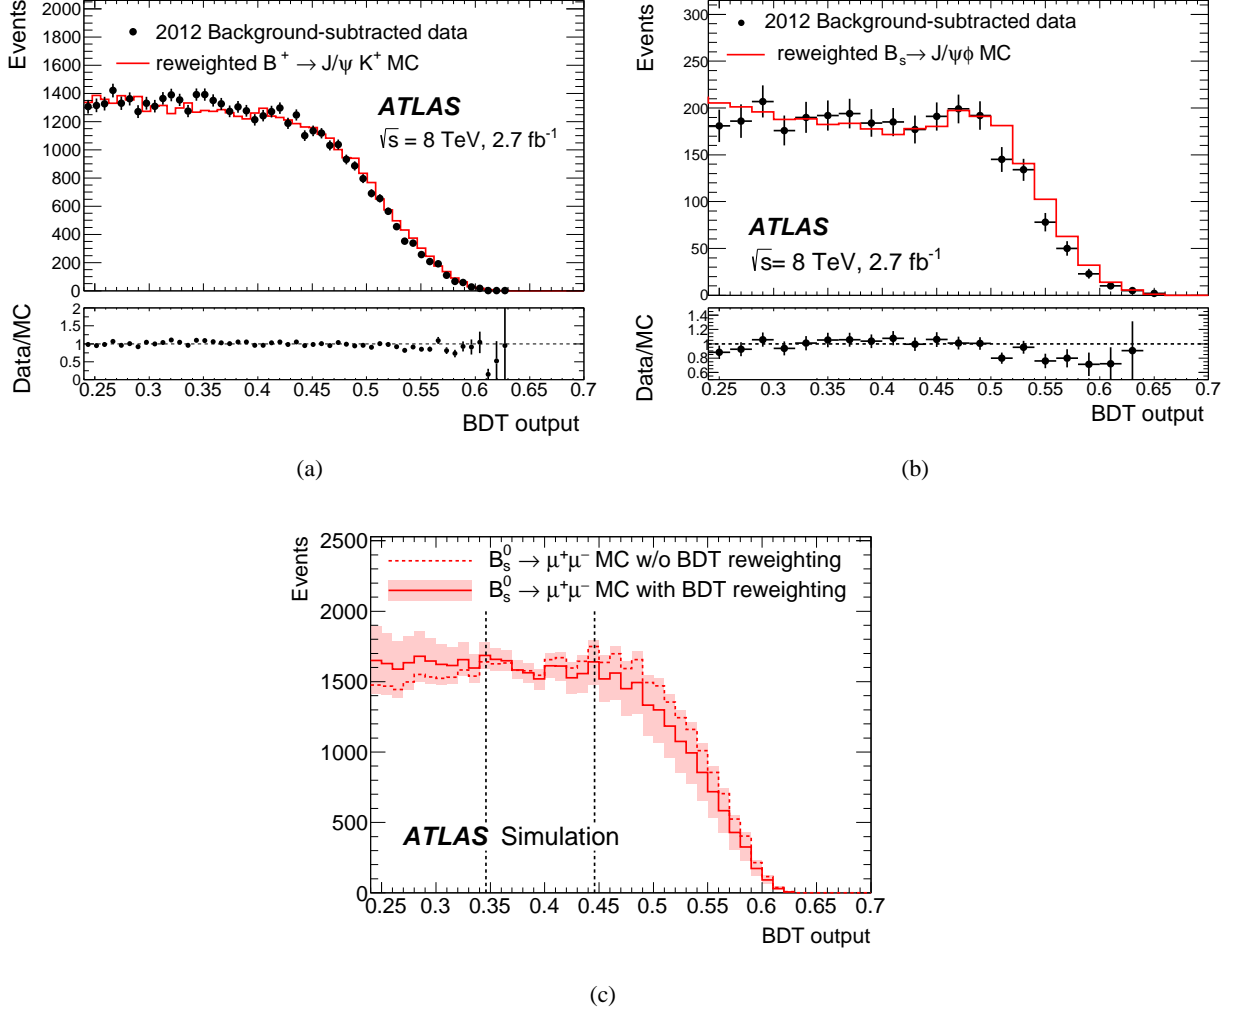 Events
2000
1800
1600
1400
1200
1000
800
600
400
200
0
2012 Background-subtracted data
reweighted B⁺ → J/ψ K⁺ MC
ATLAS
√s = 8 TeV, 2.7 fb⁻¹
Data/MC
2
1.5
1
0.5
0
0.25 0.3 0.35 0.4 0.45 0.5 0.55 0.6 0.65 0.7
BDT output
(a)
Events
300
250
200
150
100
50
0
2012 Background-subtracted data
reweighted Bₛ → J/ψϕ MC
ATLAS
√s= 8 TeV, 2.7 fb⁻¹
Data/MC
1.4
1.2
1
0.8
0.6
0.25 0.3 0.35 0.4 0.45 0.5 0.55 0.6 0.65 0.7
BDT output
(b)
Events
2500
2000
1500
1000
500
0
B⁰ₛ → μ⁺μ⁻ MC w/o BDT reweighting
B⁰ₛ → μ⁺μ⁻ MC with BDT reweighting
ATLAS Simulation
0.25 0.3 0.35 0.4 0.45 0.5 0.55 0.6 0.65 0.7
BDT output
(c)